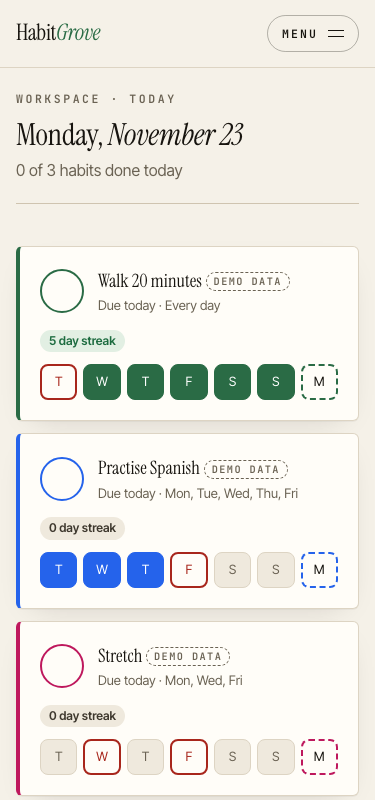 HabitGrove
MENU
WORKSPACE · TODAY
Monday, November 23
0 of 3 habits done today
Walk 20 minutes DEMO DATA
Due today · Every day
5 day streak
T W T F S S M
Practise Spanish DEMO DATA
Due today · Mon, Tue, Wed, Thu, Fri
0 day streak
T W T F S S M
Stretch DEMO DATA
Due today · Mon, Wed, Fri
0 day streak
T W T F S S M